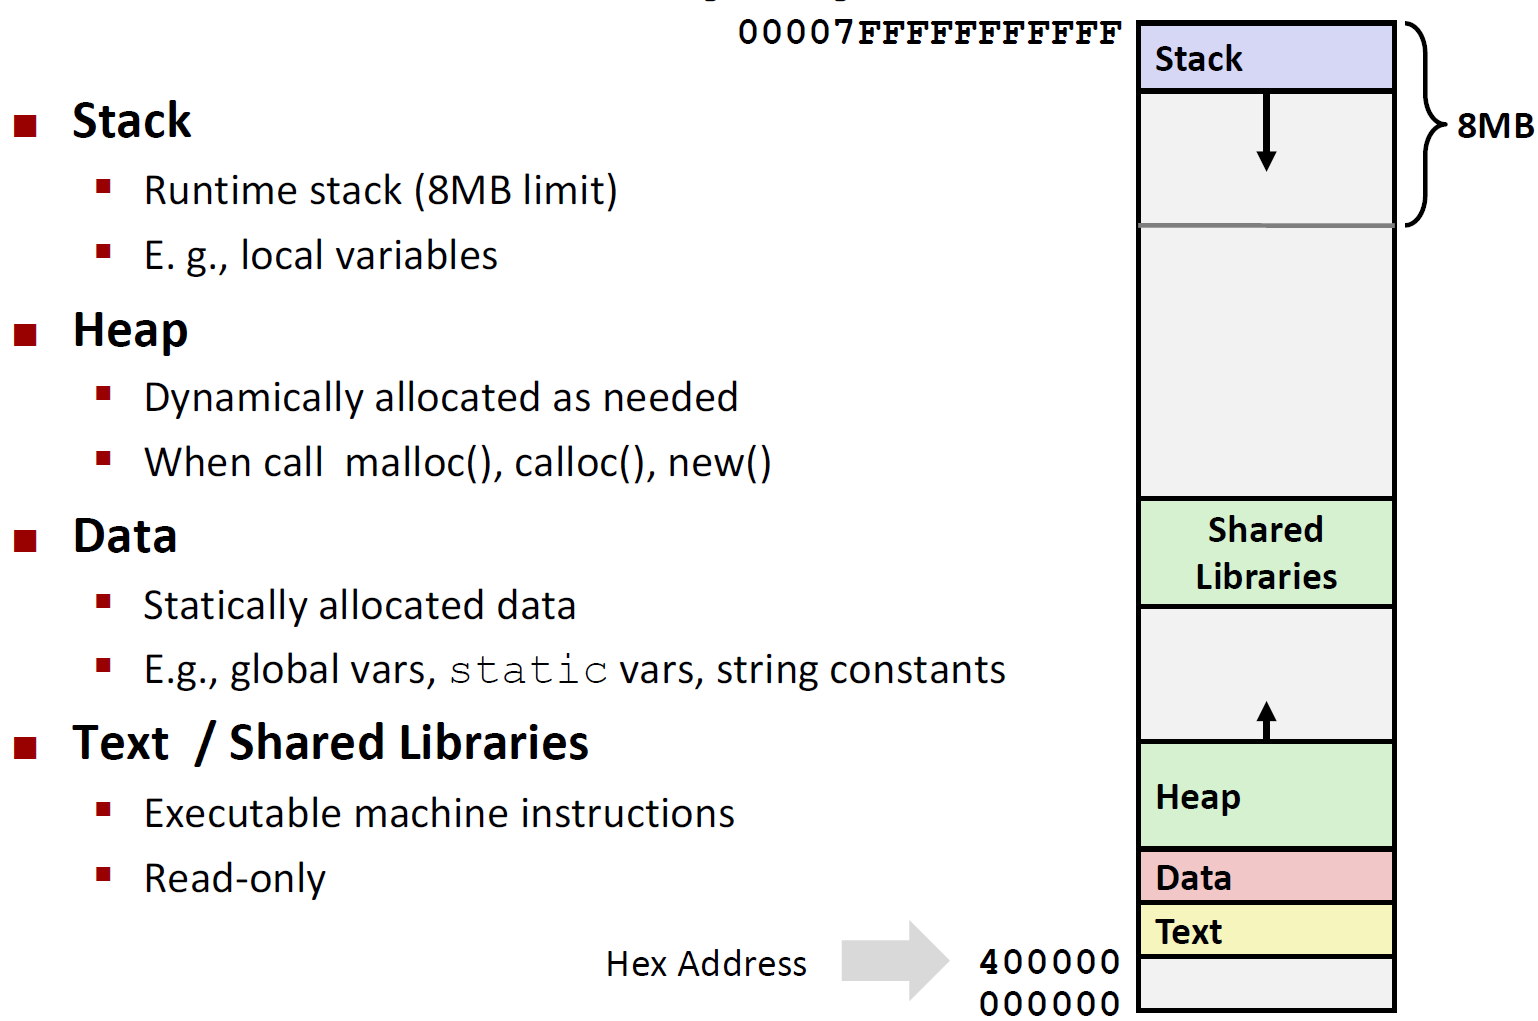 00007FFFFFFFFFFF
Stack
8MB
■ Stack
▪ Runtime stack (8MB limit)
▪ E. g., local variables
■ Heap
▪ Dynamically allocated as needed
▪ When call malloc(), calloc(), new()
■ Data
▪ Statically allocated data
▪ E.g., global vars, static vars, string constants
■ Text / Shared Libraries
▪ Executable machine instructions
▪ Read-only
Shared
Libraries
Heap
Data
Text
Hex Address
400000
000000